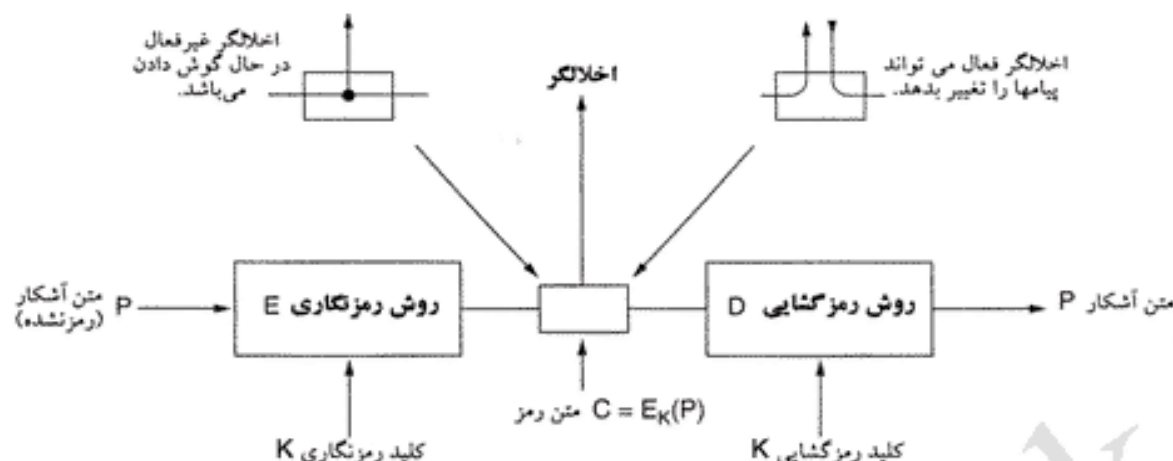 اخلالگر غیرفعال
در حال گوش دادن
می‌باشد.
اخلالگر
اخلالگر فعال می تواند
پیامها را تغییر بدهد.
متن آشکار
(رمزنشده)
P
روش رمزنگاری E
روش رمزگشایی D
متن آشکار P
متن رمز C = E_K(P)
کلید رمزنگاری K
کلید رمزگشایی K